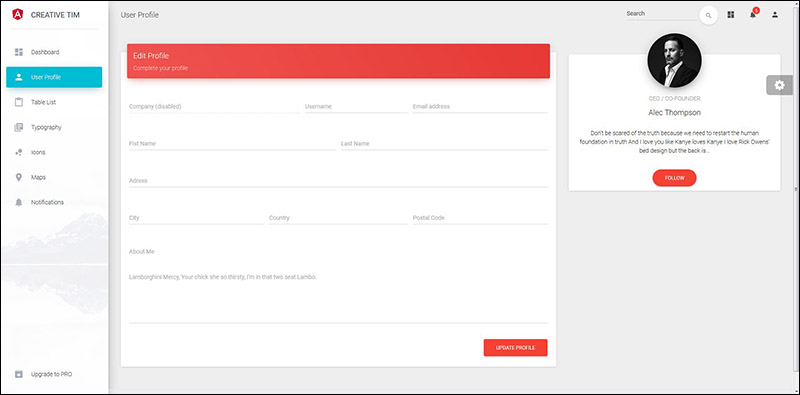 CREATIVE TIM
User Profile
Search
5
Dashboard
User Profile
Table List
Typography
Icons
Maps
Notifications
Upgrade to PRO
Edit Profile
Complete your profile
Company (disabled)
Username
Email address
Fist Name
Last Name
Adress
City
Country
Postal Code
About Me
Lamborghini Mercy, Your chick she so thirsty, I'm in that two seat Lambo.
UPDATE PROFILE
CEO / CO-FOUNDER
Alec Thompson
Don't be scared of the truth because we need to restart the human
foundation in truth And I love you like Kanye loves Kanye I love Rick Owens'
bed design but the back is...
FOLLOW